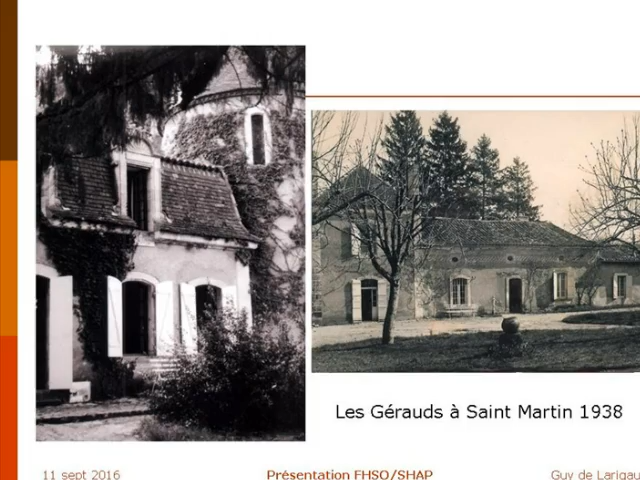 Les Gérauds à Saint Martin 1938
11 sept 2016 Présentation FHSO/SHAP Guy de Larigau